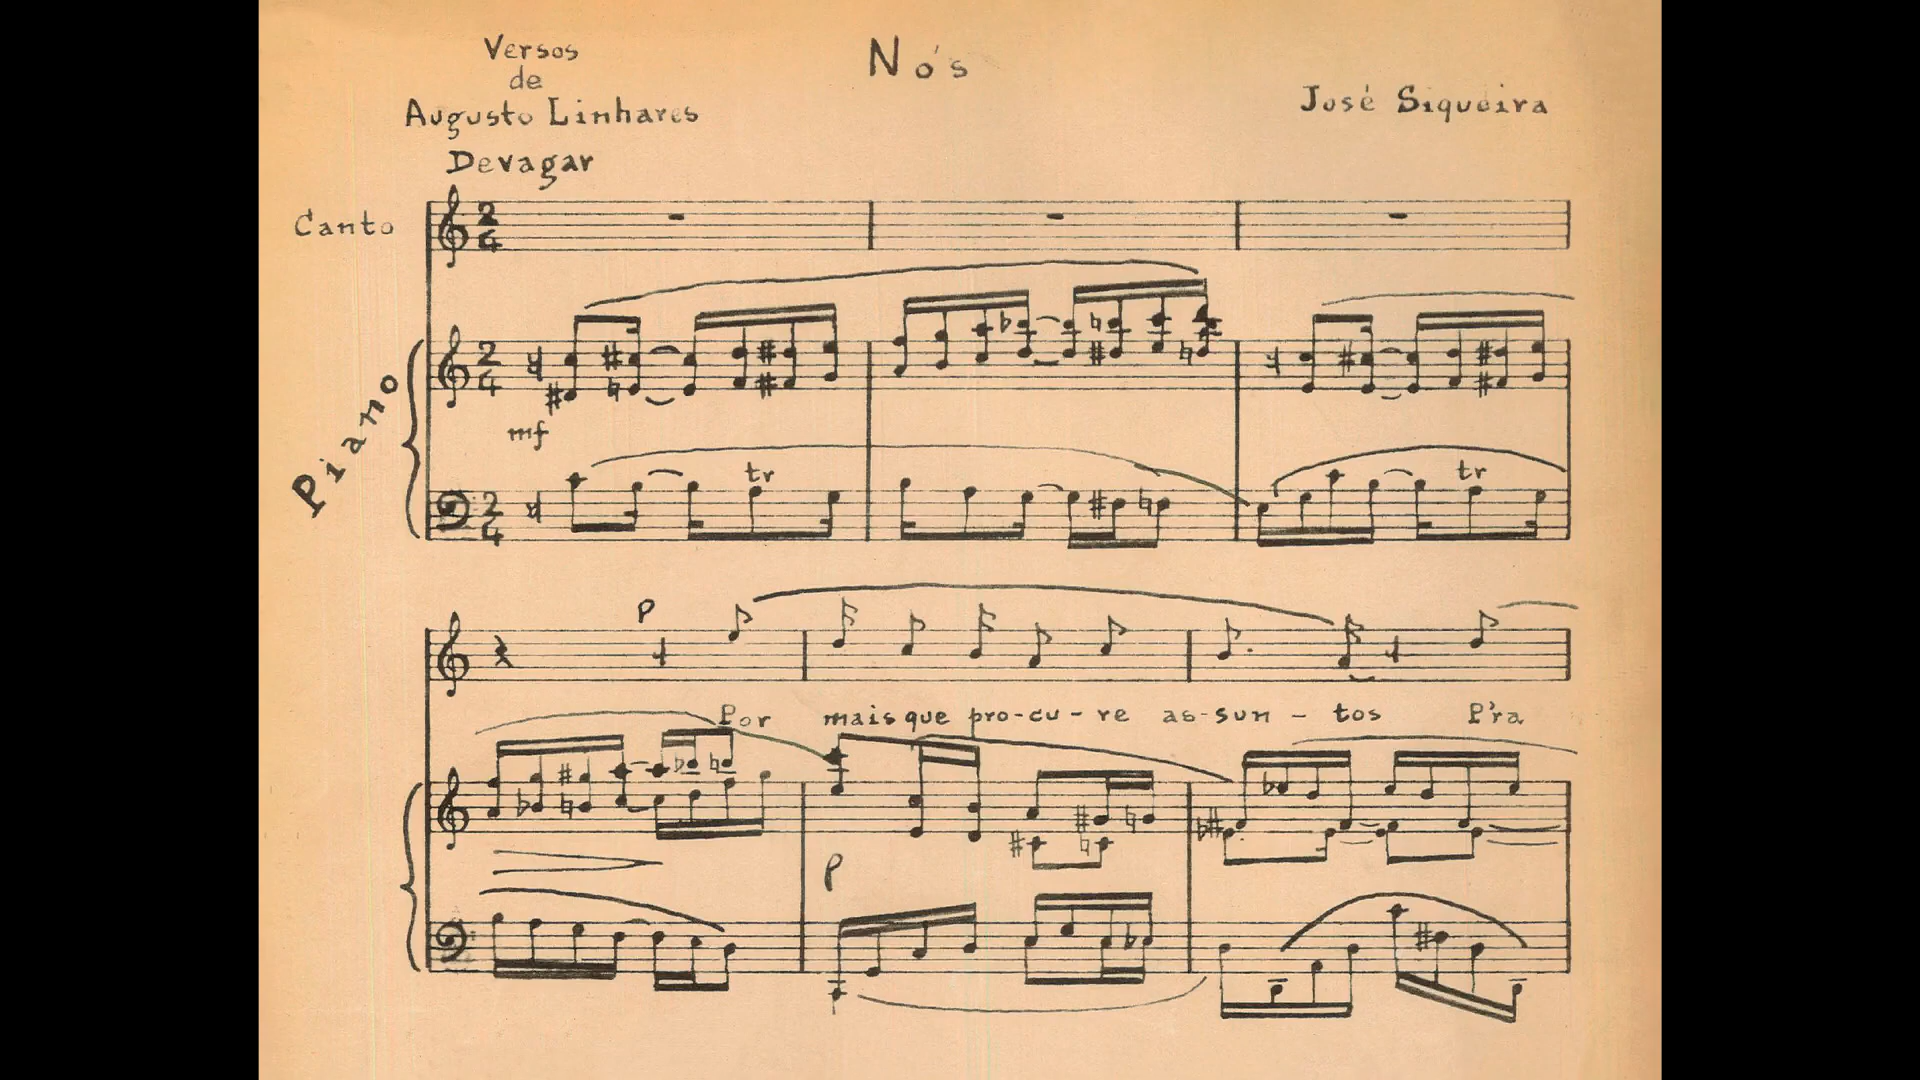 Versos
de
Augusto Linhares
Nós
José Siqueira
Devagar
Canto
Piano
mf
tr
tr
p
Por mais que pro-cu-re as-sun-tos P'ra
p